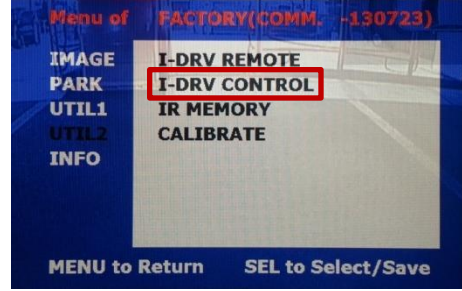 Menu of FACTORY(COMM. -130723)
IMAGE I-DRV REMOTE
PARK I-DRV CONTROL
UTIL1 IR MEMORY
UTIL2 CALIBRATE
INFO
MENU to Return SEL to Select/Save